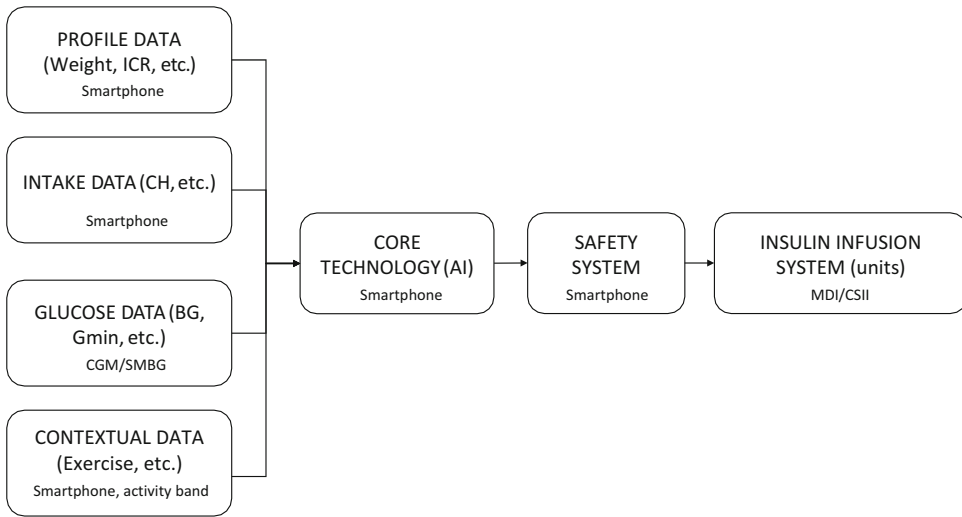 PROFILE DATA
(Weight, ICR, etc.)
Smartphone
INTAKE DATA (CH, etc.)
Smartphone
GLUCOSE DATA (BG,
Gmin, etc.)
CGM/SMBG
CONTEXTUAL DATA
(Exercise, etc.)
Smartphone, activity band
CORE
TECHNOLOGY (AI)
Smartphone
SAFETY
SYSTEM
Smartphone
INSULIN INFUSION
SYSTEM (units)
MDI/CSII